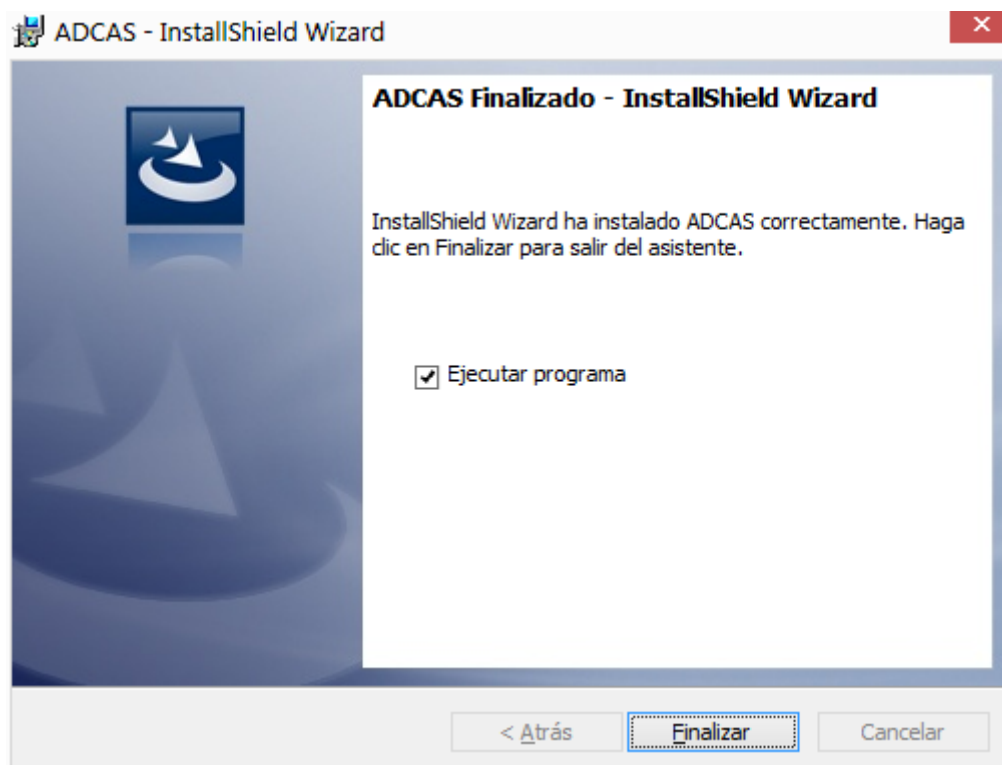 ADCAS - InstallShield Wizard
ADCAS Finalizado - InstallShield Wizard
InstallShield Wizard ha instalado ADCAS correctamente. Haga
clic en Finalizar para salir del asistente.
Ejecutar programa
< Atrás
Finalizar
Cancelar